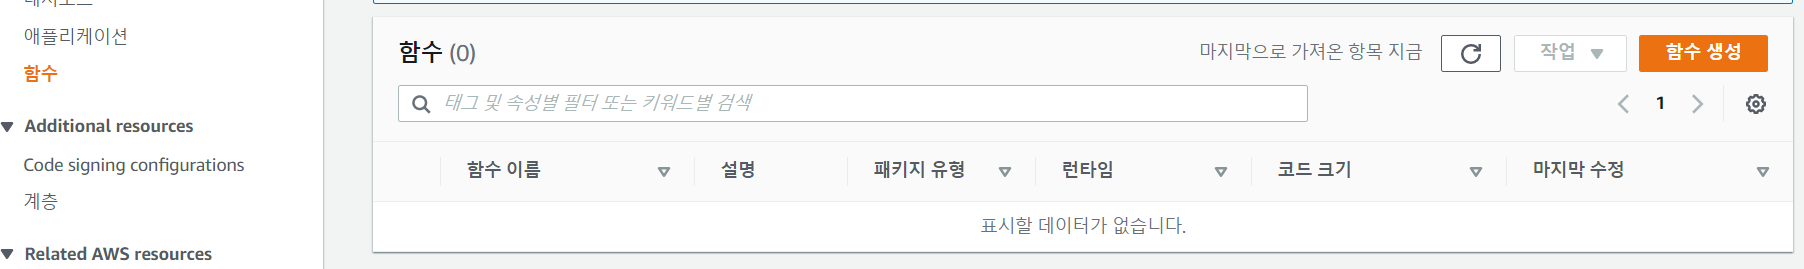 애플리케이션
함수
Additional resources
Code signing configurations
계층
Related AWS resources
함수 (0)
마지막으로 가져온 항목 지금
작업
함수 생성
태그 및 속성별 필터 또는 키워드별 검색
1
함수 이름 설명 패키지 유형 런타임 코드 크기 마지막 수정
표시할 데이터가 없습니다.